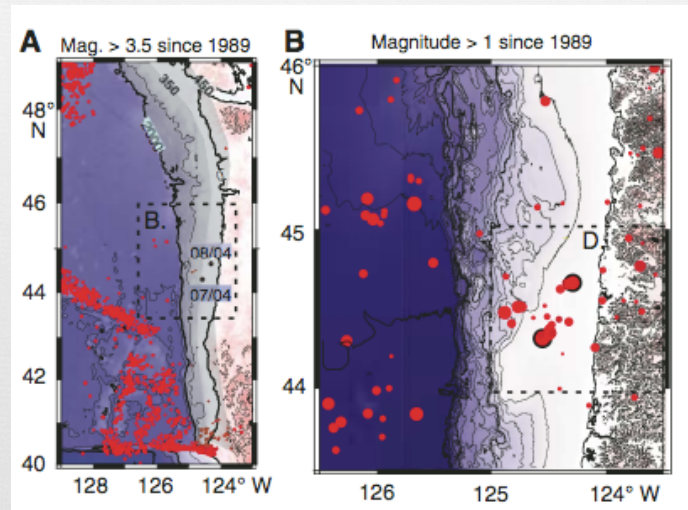 A Mag. > 3.5 since 1989
B Magnitude > 1 since 1989
350
450
2000
48°
N
46
44
42
40
B.
08/04
07/04
128
126
124° W
46°
N
45
44
D.
126
125
124° W